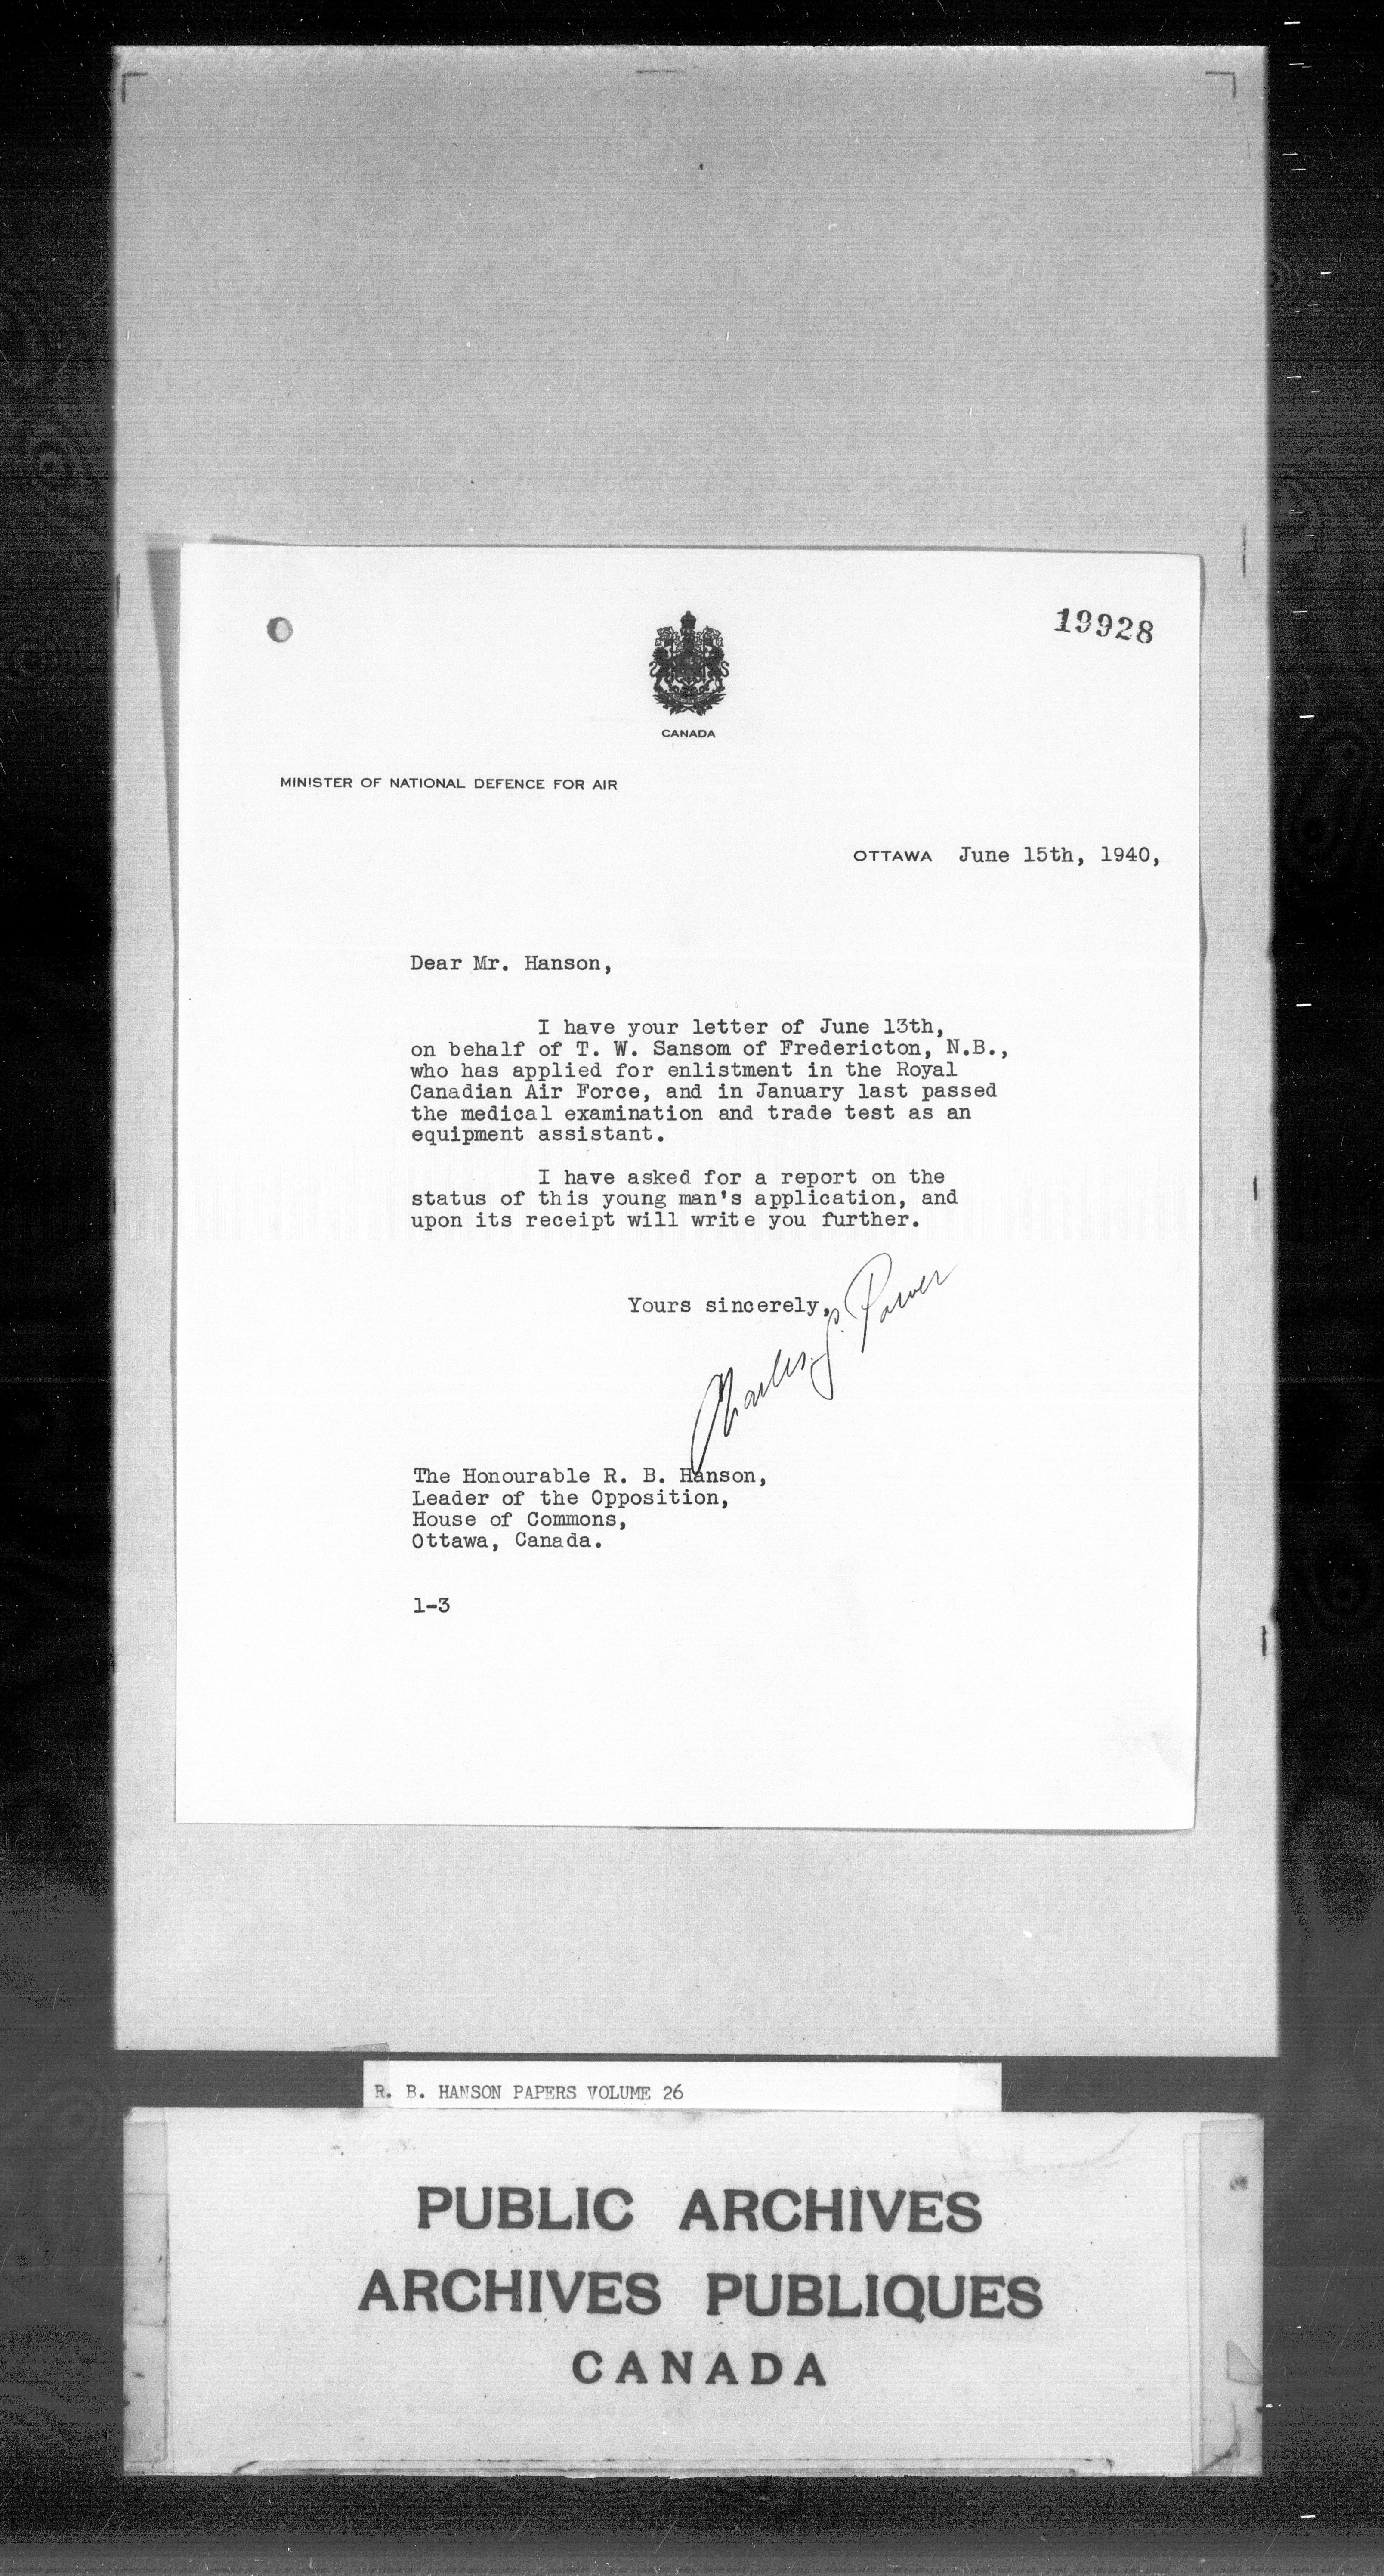 19928
CANADA
MINISTER OF NATIONAL DEFENCE FOR AIR
OTTAWA June 15th, 1940,
Dear Mr. Hanson,
I have your letter of June 13th,
on behalf of T. W. Sansom of Fredericton, N.B.,
who has applied for enlistment in the Royal
Canadian Air Force, and in January last passed
the medical examination and trade test as an
equipment assistant.
I have asked for a report on the
status of this young man's application, and
upon its receipt will write you further.
Yours sincerely,
Charles G. Power
The Honourable R. B. Hanson,
Leader of the Opposition,
House of Commons,
Ottawa, Canada.
1-3
R. B. HANSON PAPERS VOLUME 26
PUBLIC ARCHIVES
ARCHIVES PUBLIQUES
CANADA